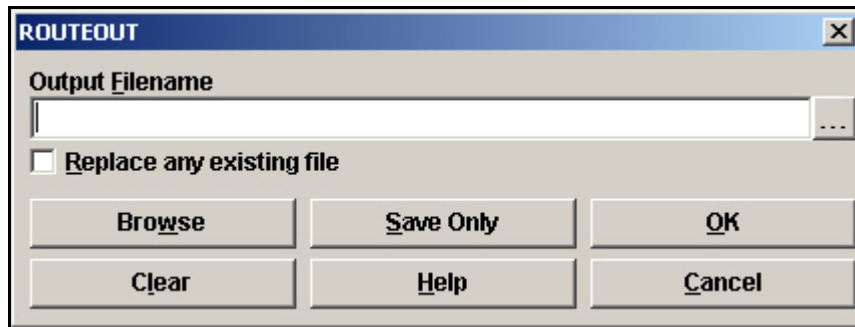 ROUTEOUT
Output Filename
...
Replace any existing file
Browse Save Only OK
Clear Help Cancel